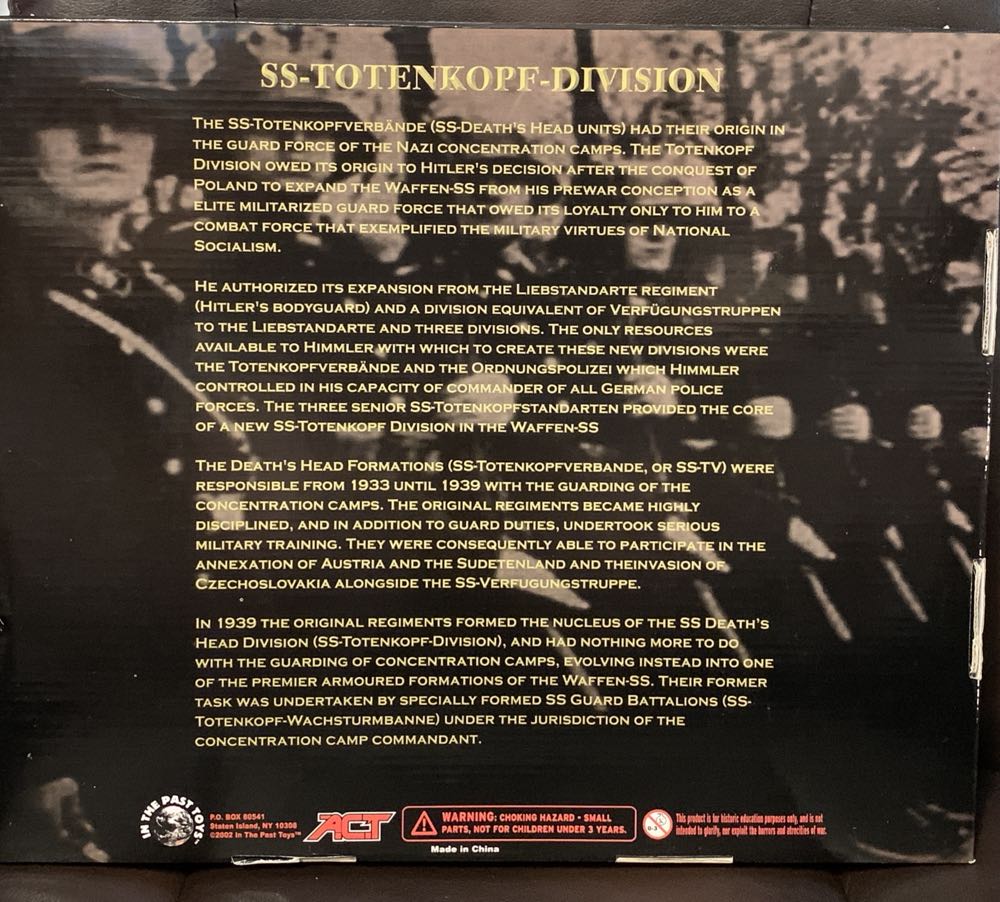 SS-TOTENKOPF-DIVISION
THE SS-TOTENKOPFVERBÄNDE (SS-DEATH'S HEAD UNITS) HAD THEIR ORIGIN IN
THE GUARD FORCE OF THE NAZI CONCENTRATION CAMPS. THE TOTENKOPF
DIVISION OWED ITS ORIGIN TO HITLER'S DECISION AFTER THE CONQUEST OF
POLAND TO EXPAND THE WAFFEN-SS FROM HIS PREWAR CONCEPTION AS A
ELITE MILITARIZED GUARD FORCE THAT OWED ITS LOYALTY ONLY TO HIM TO A
COMBAT FORCE THAT EXEMPLIFIED THE MILITARY VIRTUES OF NATIONAL
SOCIALISM.
HE AUTHORIZED ITS EXPANSION FROM THE LIEBSTANDARTE REGIMENT
(HITLER'S BODYGUARD) AND A DIVISION EQUIVALENT OF VERFÜGUNGSTRUPPEN
TO THE LIEBSTANDARTE AND THREE DIVISIONS. THE ONLY RESOURCES
AVAILABLE TO HIMMLER WITH WHICH TO CREATE THESE NEW DIVISIONS WERE
THE TOTENKOPFVERBÄNDE AND THE ORDNUNGSPOLIZEI WHICH HIMMLER
CONTROLLED IN HIS CAPACITY OF COMMANDER OF ALL GERMAN POLICE
FORCES. THE THREE SENIOR SS-TOTENKOPFSTANDARTEN PROVIDED THE CORE
OF A NEW SS-TOTENKOPF DIVISION IN THE WAFFEN-SS
THE DEATH'S HEAD FORMATIONS (SS-TOTENKOPFVERBANDE, OR SS-TV) WERE
RESPONSIBLE FROM 1933 UNTIL 1939 WITH THE GUARDING OF THE
CONCENTRATION CAMPS. THE ORIGINAL REGIMENTS BECAME HIGHLY
DISCIPLINED, AND IN ADDITION TO GUARD DUTIES, UNDERTOOK SERIOUS
MILITARY TRAINING. THEY WERE CONSEQUENTLY ABLE TO PARTICIPATE IN THE
ANNEXATION OF AUSTRIA AND THE SUDETENLAND AND THEINVASION OF
CZECHOSLOVAKIA ALONGSIDE THE SS-VERFUGUNGSTRUPPE.
IN 1939 THE ORIGINAL REGIMENTS FORMED THE NUCLEUS OF THE SS DEATH'S
HEAD DIVISION (SS-TOTENKOPF-DIVISION), AND HAD NOTHING MORE TO DO
WITH THE GUARDING OF CONCENTRATION CAMPS, EVOLVING INSTEAD INTO ONE
OF THE PREMIER ARMOURED FORMATIONS OF THE WAFFEN-SS. THEIR FORMER
TASK WAS UNDERTAKEN BY SPECIALLY FORMED SS GUARD BATTALIONS (SS-
TOTENKOPF-WACHSTURMBANNE) UNDER THE JURISDICTION OF THE
CONCENTRATION CAMP COMMANDANT.
IN THE PAST TOYS™
P.O. BOX 80541
Staten Island, NY 10308
©2002 In The Past Toys™
ACT
WARNING: CHOKING HAZARD - SMALL
PARTS, NOT FOR CHILDREN UNDER 3 YEARS.
0-3
This product is for historic education purposes only, and is not
intended to glorify, nor exploit the horrors and atrocities of war.
Made in China